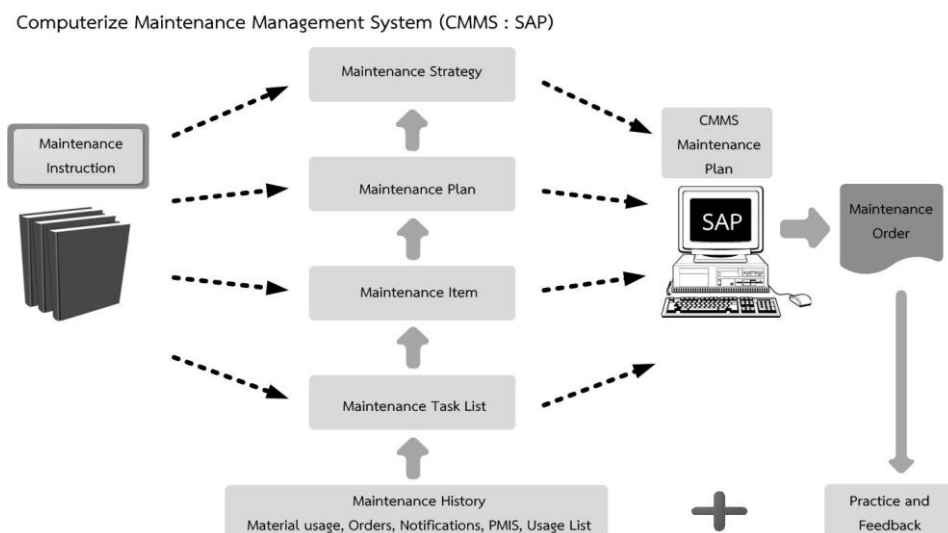 Computerize Maintenance Management System (CMMS : SAP)
Maintenance Strategy
Maintenance
Instruction
CMMS
Maintenance
Plan
Maintenance Plan
SAP
Maintenance
Order
Maintenance Item
Maintenance Task List
Maintenance History
Material usage, Orders, Notifications, PMIS, Usage List
Practice and
Feedback